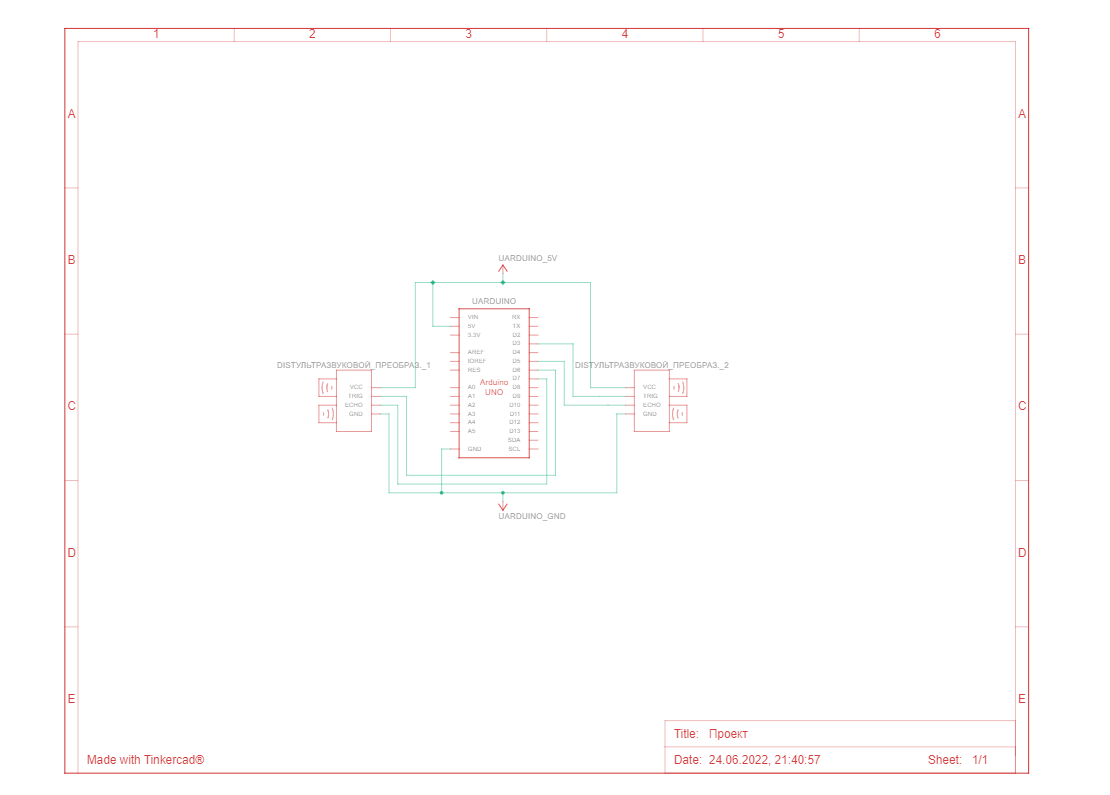 1 2 3 4 5 6
A A
UARDUINO_5V
B B
UARDUINO
VIN RX
5V TX
3.3V D2
D3
AREF D4
IOREF D5
RES D6
D7
DISTУЛЬТРАЗВУКОВОЙ_ПРЕОБРАЗ._1
DISTУЛЬТРАЗВУКОВОЙ_ПРЕОБРАЗ._2
Arduino
UNO
A0 D8
A1 D9
A2 D10
A3 D11
A4 D12
A5 D13
SDA
GND SCL
VCC
TRIG
ECHO
GND
VCC
TRIG
ECHO
GND
C C
UARDUINO_GND
D D
E E
Title: Проект
Made with Tinkercad®
Date: 24.06.2022, 21:40:57 Sheet: 1/1